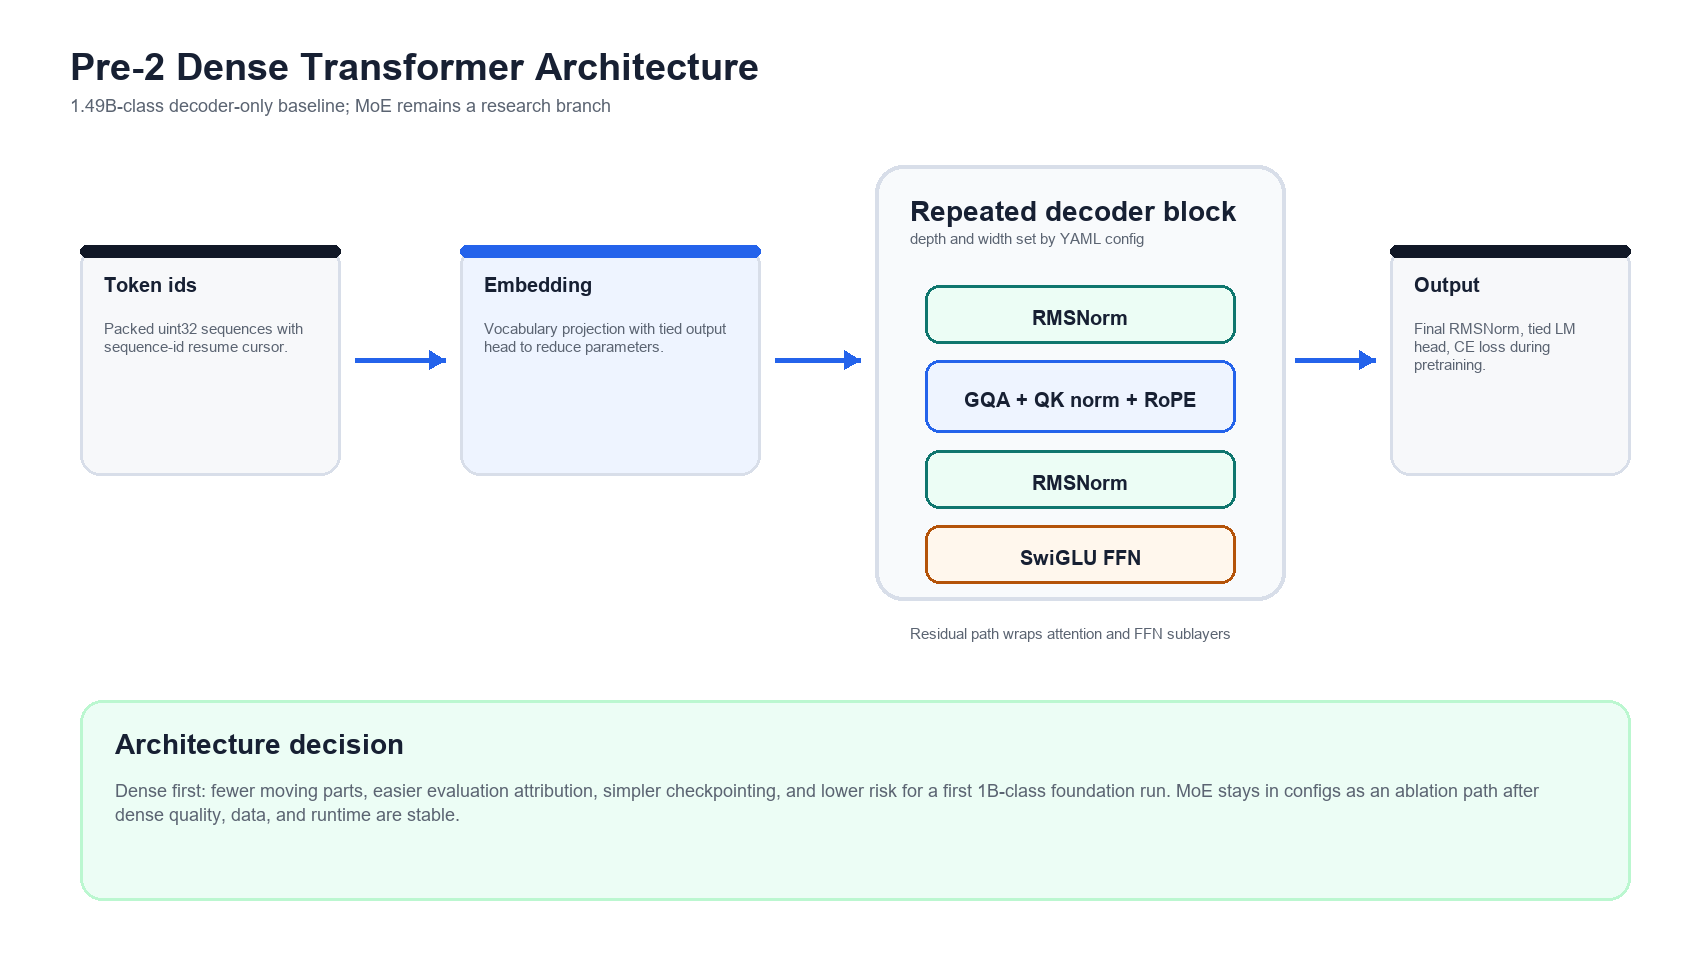 Pre-2 Dense Transformer Architecture
1.49B-class decoder-only baseline; MoE remains a research branch
Token ids
Packed uint32 sequences with
sequence-id resume cursor.
Embedding
Vocabulary projection with tied output
head to reduce parameters.
Repeated decoder block
depth and width set by YAML config
RMSNorm
GQA + QK norm + RoPE
RMSNorm
SwiGLU FFN
Residual path wraps attention and FFN sublayers
Output
Final RMSNorm, tied LM
head, CE loss during
pretraining.
Architecture decision
Dense first: fewer moving parts, easier evaluation attribution, simpler checkpointing, and lower risk for a first 1B-class foundation run. MoE stays in configs as an ablation path after
dense quality, data, and runtime are stable.